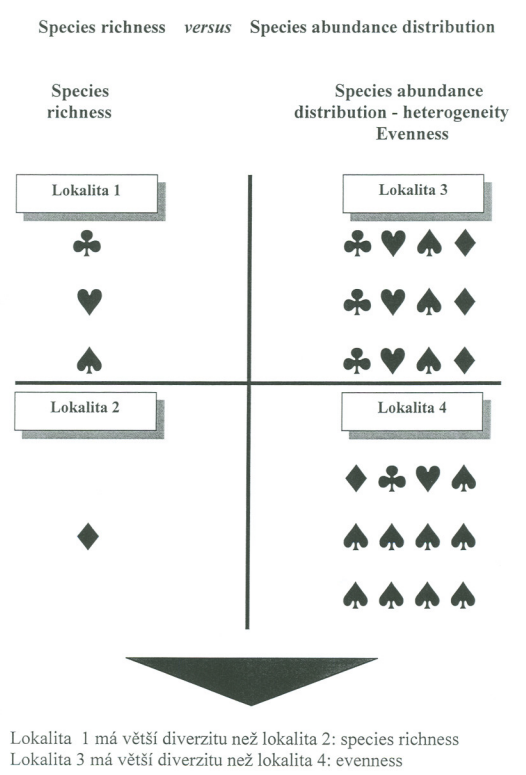 Species richness versus Species abundance distribution
Species richness
Species abundance distribution - heterogeneity Evenness
Lokalita 1
Lokalita 3
Lokalita 2
Lokalita 4
Lokalita 1 má větší diverzitu než lokalita 2: species richness
Lokalita 3 má větší diverzitu než lokalita 4: evenness